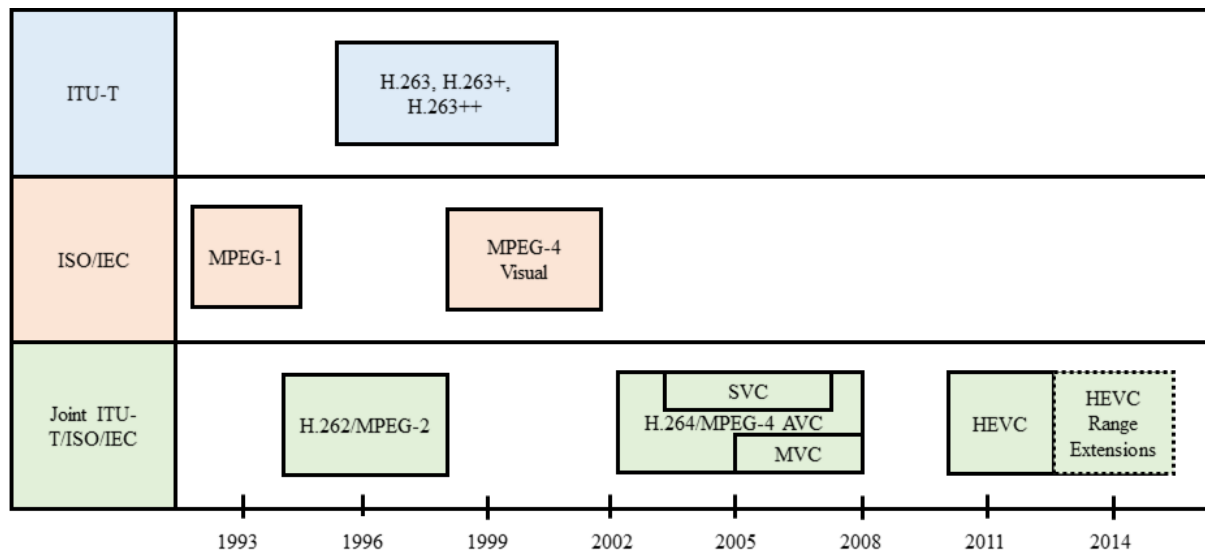 ITU-T
H.263, H.263+,
H.263++
ISO/IEC
MPEG-1
MPEG-4
Visual
Joint ITU-
T/ISO/IEC
H.262/MPEG-2
SVC
H.264/MPEG-4 AVC
MVC
HEVC
HEVC
Range
Extensions
1993 1996 1999 2002 2005 2008 2011 2014